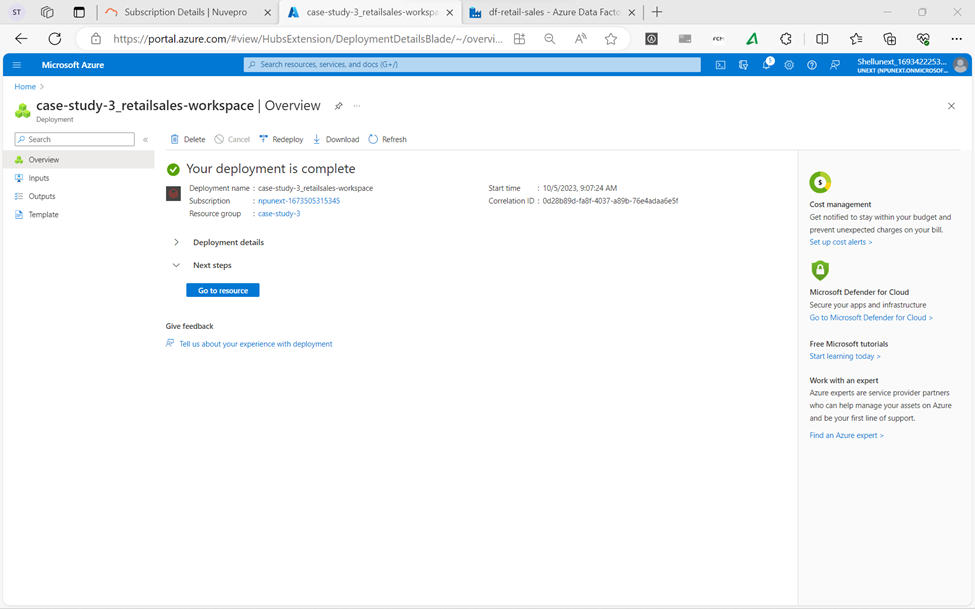 ST
Subscription Details | Nuvepro
case-study-3_retailsales-workspa
df-retail-sales - Azure Data Facto
https://portal.azure.com/#view/HubsExtension/DeploymentDetailsBlade/~/overvi...
Microsoft Azure
Search resources, services, and docs (G+/)
1
Shellunext_1693422253...
UNEXT (NPUNEXT.ONMICROSOF...
Home >
case-study-3_retailsales-workspace | Overview
Deployment
Search
Delete
Cancel
Redeploy
Download
Refresh
Overview
Inputs
Outputs
Template
Your deployment is complete
Deployment name : case-study-3_retailsales-workspace
Subscription : npunext-1673505315345
Resource group : case-study-3
Start time : 10/5/2023, 9:07:24 AM
Correlation ID : 0d28b89d-fa8f-4037-a89b-76e4adaa6e5f
Deployment details
Next steps
Go to resource
Give feedback
Tell us about your experience with deployment
Cost management
Get notified to stay within your budget and
prevent unexpected charges on your bill.
Set up cost alerts >
Microsoft Defender for Cloud
Secure your apps and infrastructure
Go to Microsoft Defender for Cloud >
Free Microsoft tutorials
Start learning today >
Work with an expert
Azure experts are service provider partners
who can help manage your assets on Azure
and be your first line of support.
Find an Azure expert >